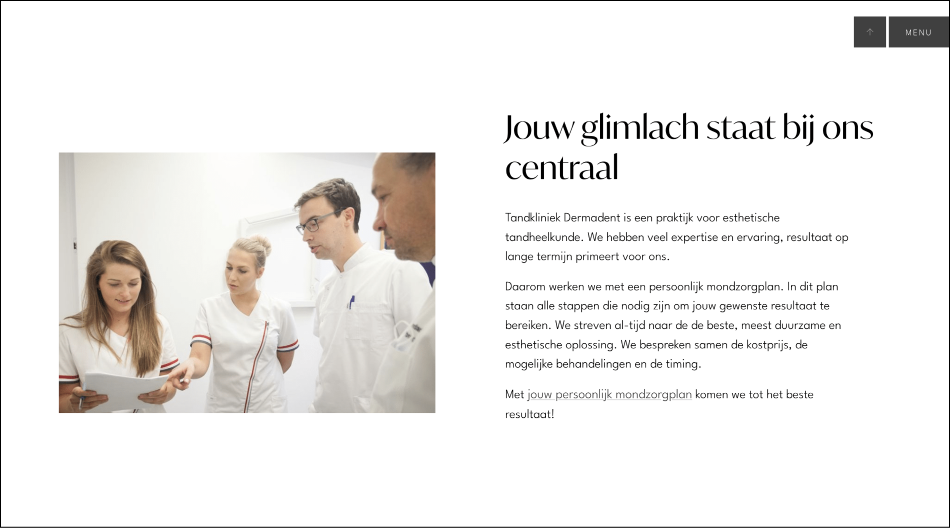 ↑ MENU
Jouw glimlach staat bij ons
centraal
Tandkliniek Dermadent is een praktijk voor esthetische
tandheelkunde. We hebben veel expertise en ervaring, resultaat op
lange termijn primeert voor ons.
Daarom werken we met een persoonlijk mondzorgplan. In dit plan
staan alle stappen die nodig zijn om jouw gewenste resultaat te
bereiken. We streven al-tijd naar de de beste, meest duurzame en
esthetische oplossing. We bespreken samen de kostprijs, de
mogelijke behandelingen en de timing.
Met jouw persoonlijk mondzorgplan komen we tot het beste
resultaat!